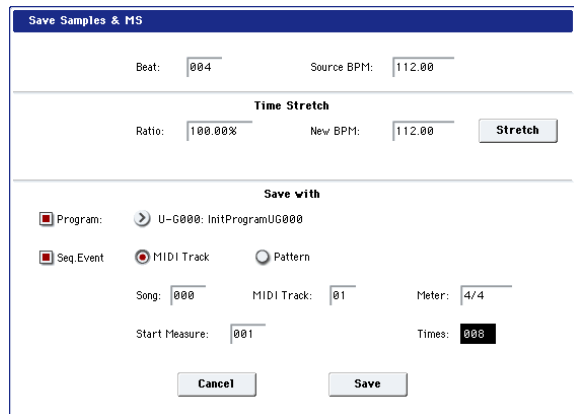 Save Samples & MS
Beat: 004 Source BPM: 112.00
Time Stretch
Ratio: 100.00% New BPM: 112.00 Stretch
Save with
Program: U-G000: InitProgramUG000
Seq.Event MIDI Track Pattern
Song: 000 MIDI Track: 01 Meter: 4/4
Start Measure: 001 Times: 008
Cancel Save